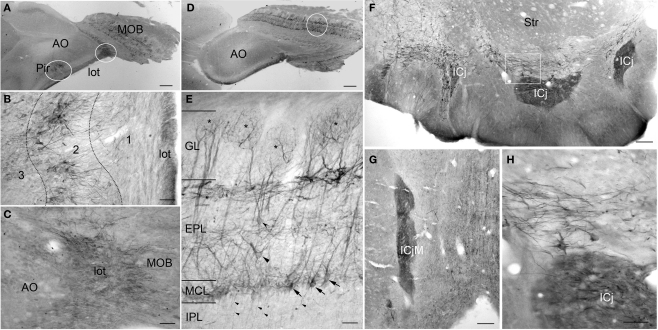 A
MOB
AO
Pir
lot
B
1
2
3
lot
C
AO
lot
MOB
D
AO
E
GL
EPL
MCL
IPL
F
Str
ICj
ICj
ICj
G
ICjM
H
ICj